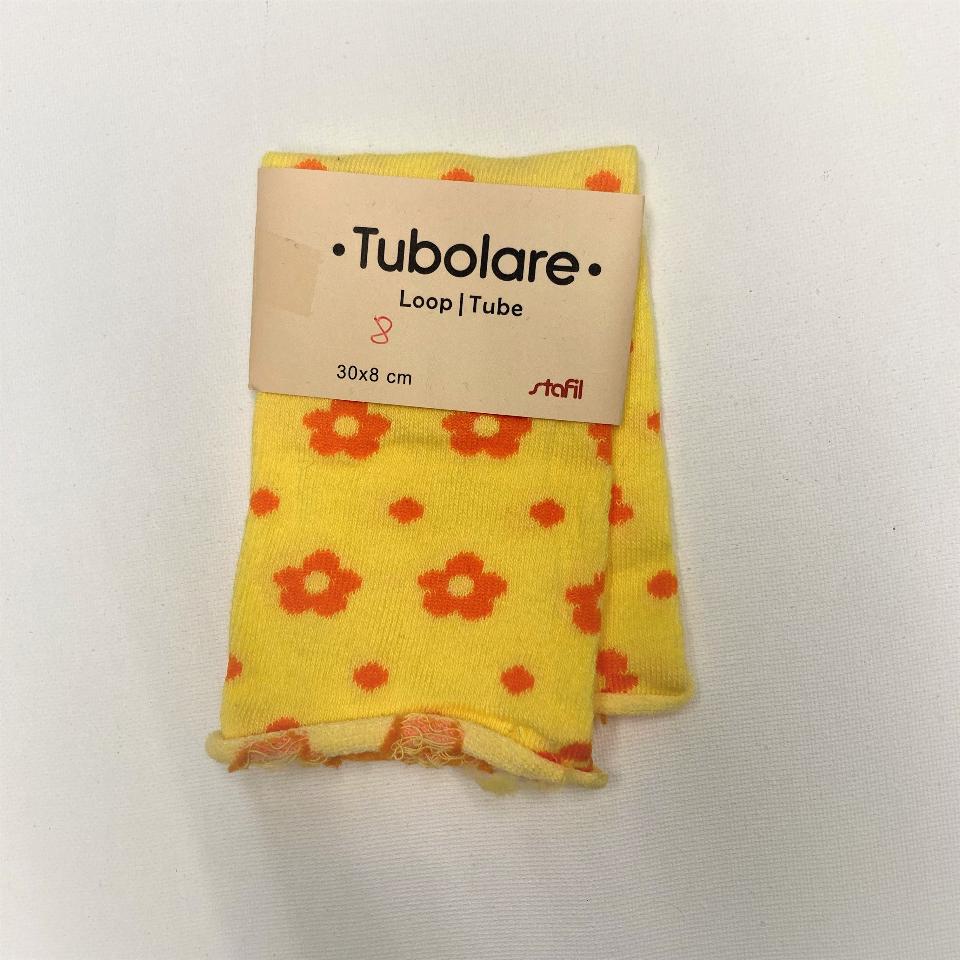 •Tubolare•
Loop|Tube
8
30x8 cm
stafil